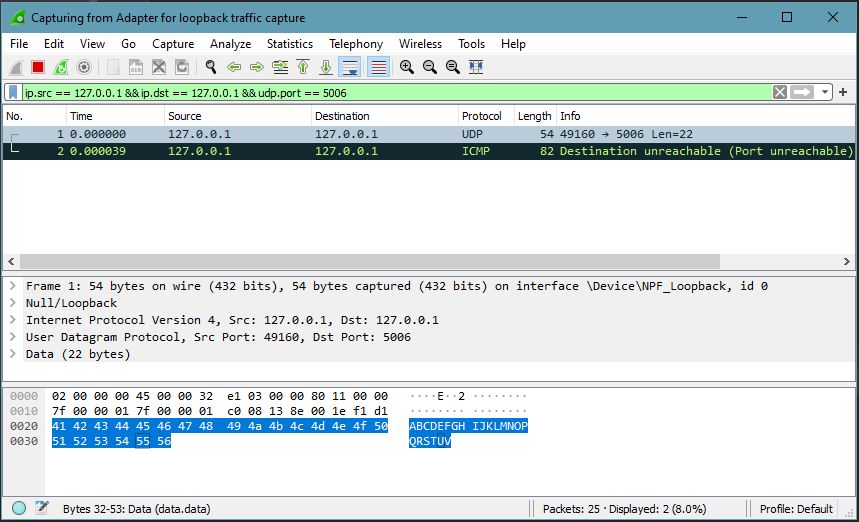 Capturing from Adapter for loopback traffic capture
File Edit View Go Capture Analyze Statistics Telephony Wireless Tools Help
ip.src == 127.0.0.1 && ip.dst == 127.0.0.1 && udp.port == 5006
No. Time Source Destination Protocol Length Info
1 0.000000 127.0.0.1 127.0.0.1 UDP 54 49160 → 5006 Len=22
2 0.000039 127.0.0.1 127.0.0.1 ICMP 82 Destination unreachable (Port unreachable)
Frame 1: 54 bytes on wire (432 bits), 54 bytes captured (432 bits) on interface \Device\NPF_Loopback, id 0
Null/Loopback
Internet Protocol Version 4, Src: 127.0.0.1, Dst: 127.0.0.1
User Datagram Protocol, Src Port: 49160, Dst Port: 5006
Data (22 bytes)
0000 02 00 00 00 45 00 00 32 e1 03 00 00 80 11 00 00 ····E··2 ········
0010 7f 00 00 01 7f 00 00 01 c0 08 13 8e 00 1e f1 d1 ········ ········
0020 41 42 43 44 45 46 47 48 49 4a 4b 4c 4d 4e 4f 50 ABCDEFGH IJKLMNOP
0030 51 52 53 54 55 56 QRSTUV
Bytes 32-53: Data (data.data) Packets: 25 · Displayed: 2 (8.0%) Profile: Default